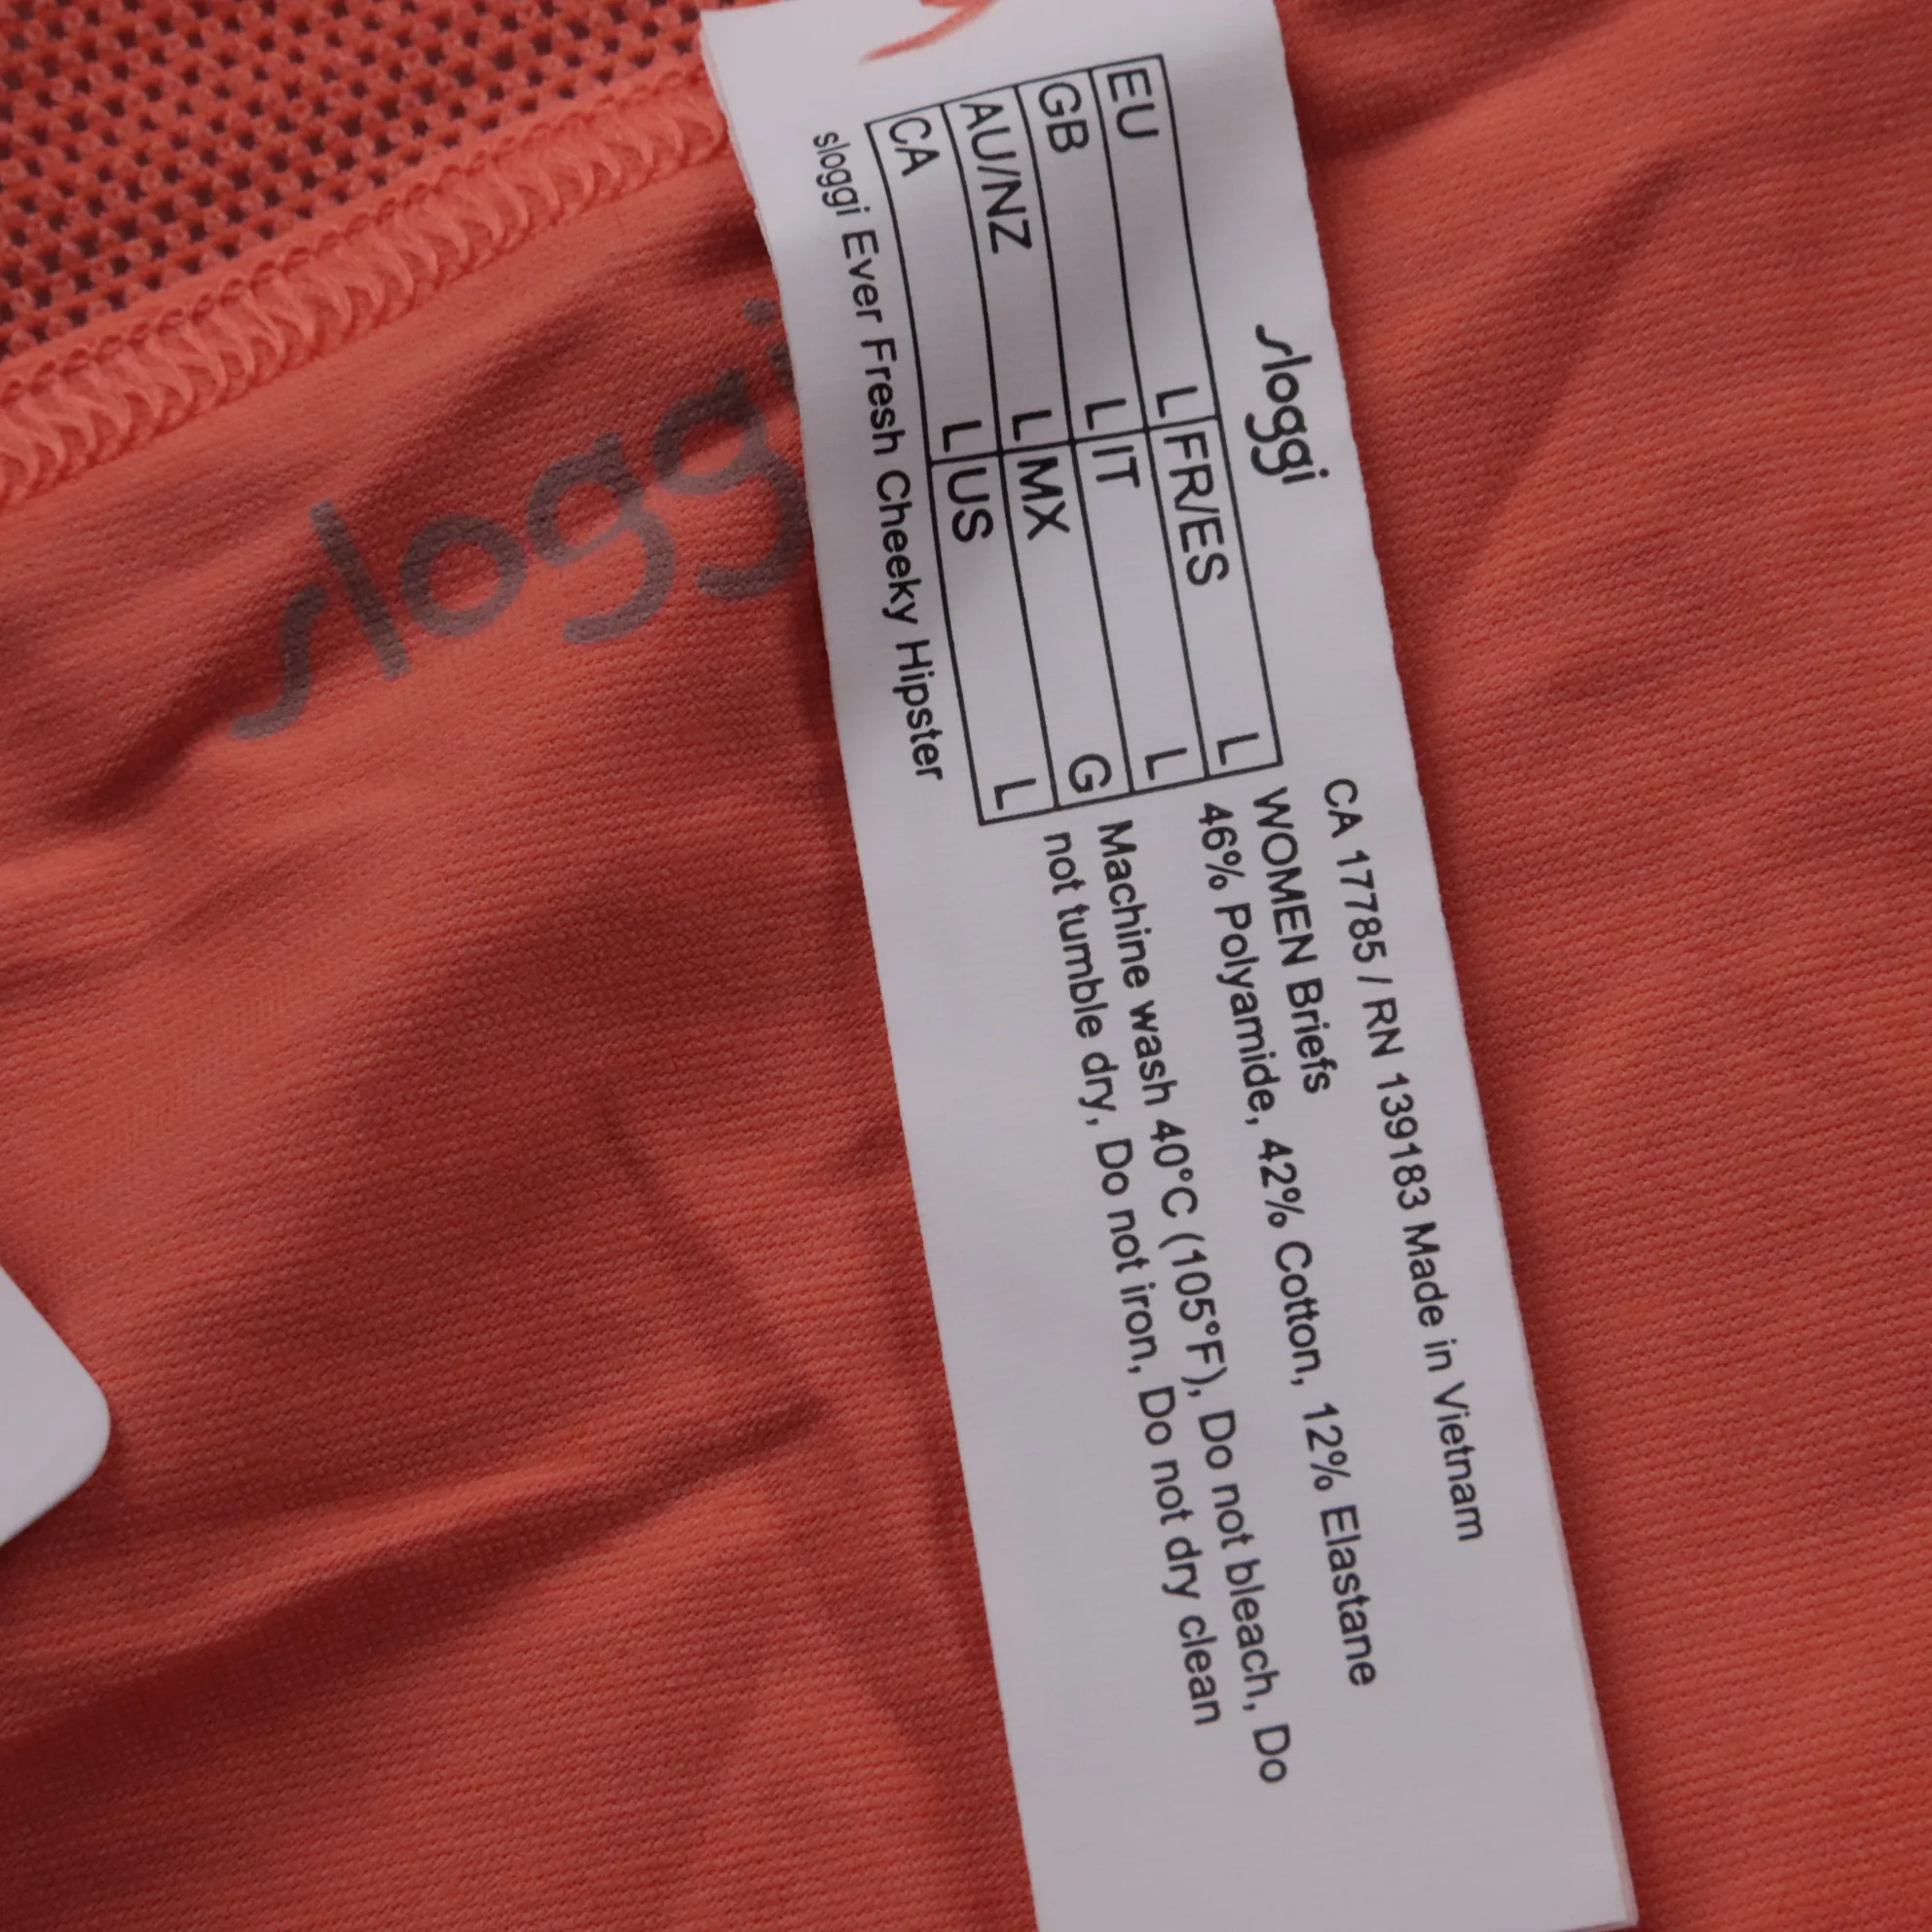 sloggi
EU L FR/ES L
GB L IT L
AU/NZ L MX G
CA L US L
sloggi Ever Fresh Cheeky Hipster
CA 17785 / RN 139183 Made in Vietnam
WOMEN Briefs
46% Polyamide, 42% Cotton, 12% Elastane
Machine wash 40°C (105°F), Do not bleach, Do
not tumble dry, Do not iron, Do not dry clean
sloggi